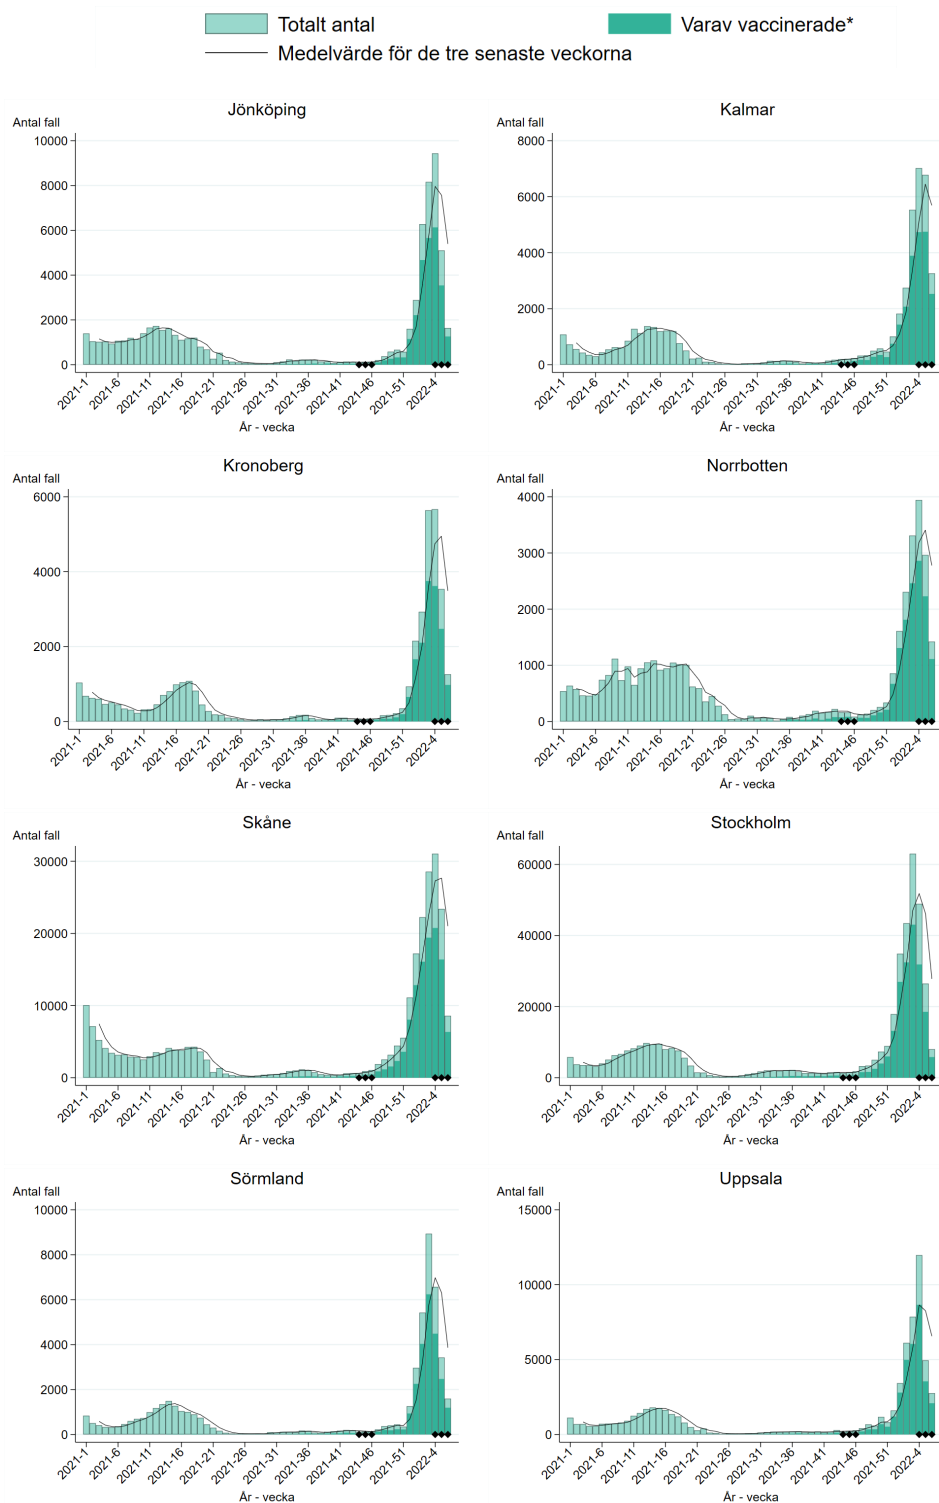 Totalt antal
Varav vaccinerade*
Medelvärde för de tre senaste veckorna
Jönköping
Antal fall
10000
8000
6000
4000
2000
0
2021-1 2021-6 2021-11 2021-16 2021-21 2021-26 2021-31 2021-36 2021-41 2021-46 2021-51 2022-4
År - vecka
Kalmar
Antal fall
8000
6000
4000
2000
0
2021-1 2021-6 2021-11 2021-16 2021-21 2021-26 2021-31 2021-36 2021-41 2021-46 2021-51 2022-4
År - vecka
Kronoberg
Antal fall
6000
4000
2000
0
2021-1 2021-6 2021-11 2021-16 2021-21 2021-26 2021-31 2021-36 2021-41 2021-46 2021-51 2022-4
År - vecka
Norrbotten
Antal fall
4000
3000
2000
1000
0
2021-1 2021-6 2021-11 2021-16 2021-21 2021-26 2021-31 2021-36 2021-41 2021-46 2021-51 2022-4
År - vecka
Skåne
Antal fall
30000
20000
10000
0
2021-1 2021-6 2021-11 2021-16 2021-21 2021-26 2021-31 2021-36 2021-41 2021-46 2021-51 2022-4
År - vecka
Stockholm
Antal fall
60000
40000
20000
0
2021-1 2021-6 2021-11 2021-16 2021-21 2021-26 2021-31 2021-36 2021-41 2021-46 2021-51 2022-4
År - vecka
Sörmland
Antal fall
10000
8000
6000
4000
2000
0
2021-1 2021-6 2021-11 2021-16 2021-21 2021-26 2021-31 2021-36 2021-41 2021-46 2021-51 2022-4
År - vecka
Uppsala
Antal fall
15000
10000
5000
0
2021-1 2021-6 2021-11 2021-16 2021-21 2021-26 2021-31 2021-36 2021-41 2021-46 2021-51 2022-4
År - vecka